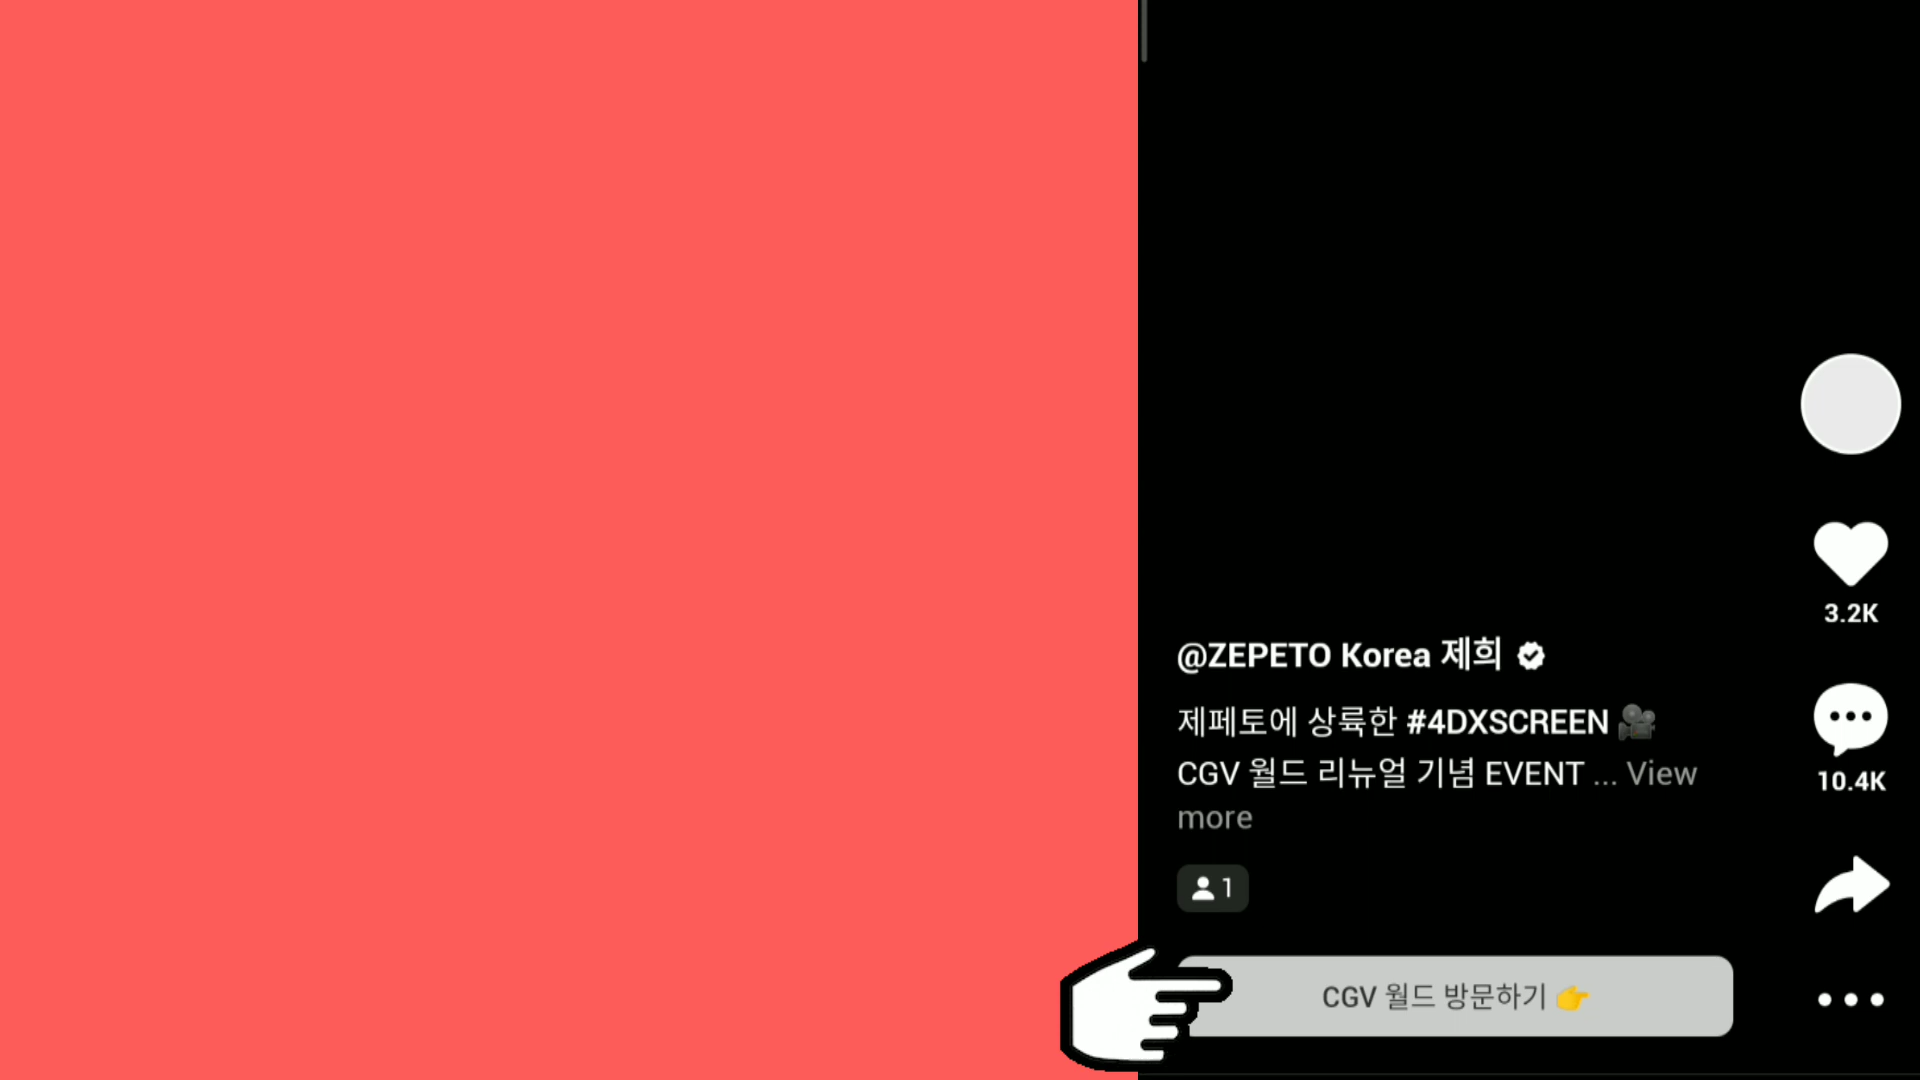 @ZEPETO Korea 제희
제페토에 상륙한 #4DXSCREEN 🎥
CGV 월드 리뉴얼 기념 EVENT ... View
more
1
CGV 월드 방문하기 👉
3.2K
10.4K